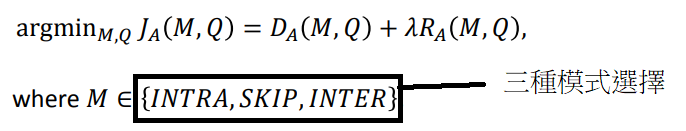 argmin_{M,Q} J_A(M, Q) = D_A(M, Q) + λR_A(M, Q),
where M ∈ {INTRA, SKIP, INTER} 三種模式選擇